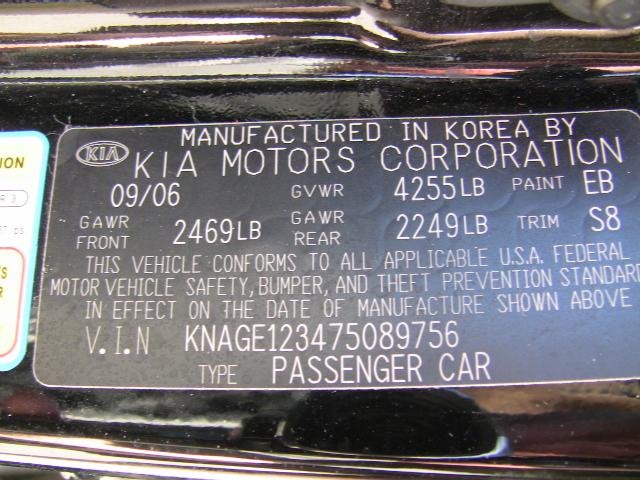 MANUFACTURED IN KOREA BY
KIA KIA MOTORS CORPORATION
09/06 GVWR 4255LB PAINT EB
GAWR FRONT 2469LB GAWR REAR 2249LB TRIM S8
THIS VEHICLE CONFORMS TO ALL APPLICABLE U.S.A. FEDERAL
MOTOR VEHICLE SAFETY, BUMPER, AND THEFT PREVENTION STANDARD
IN EFFECT ON THE DATE OF MANUFACTURE SHOWN ABOVE
V.I.N KNAGE123475089756
TYPE PASSENGER CAR